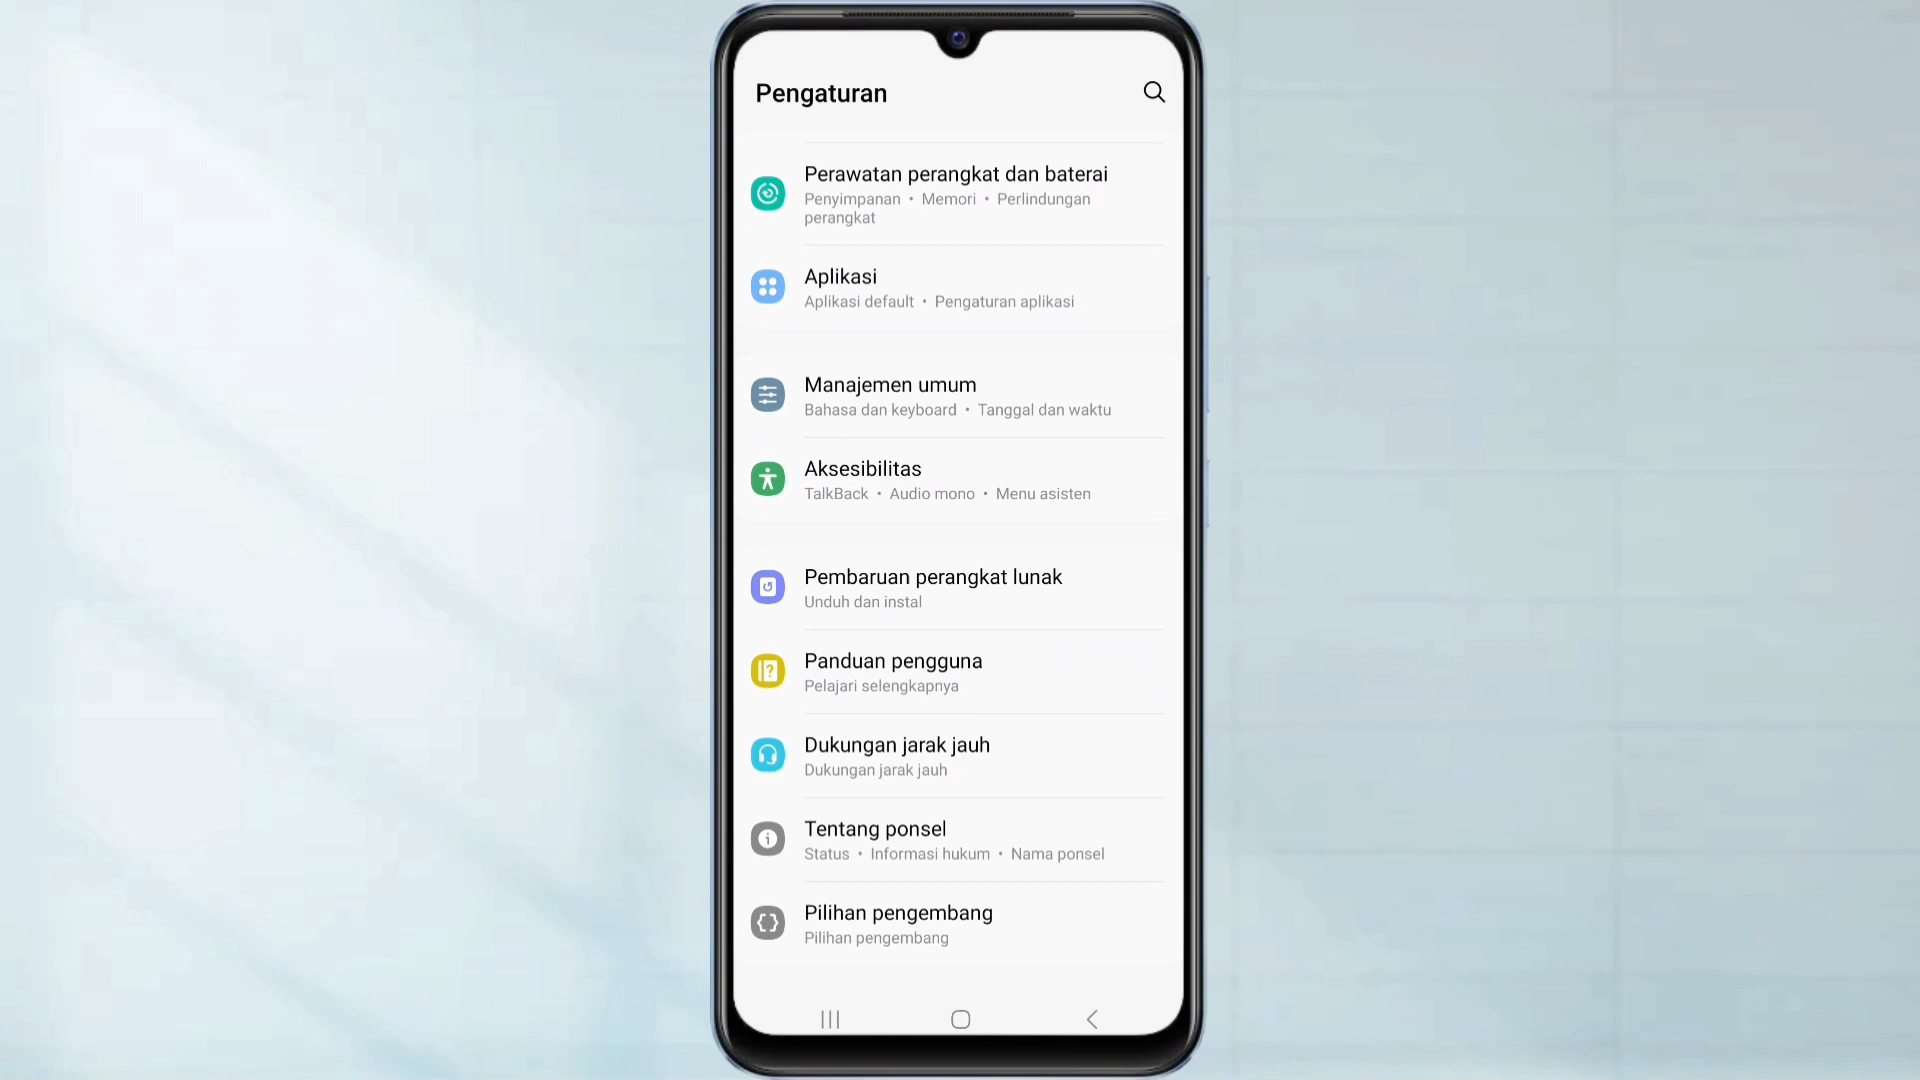 Pengaturan
Perawatan perangkat dan baterai
Penyimpanan • Memori • Perlindungan
perangkat
Aplikasi
Aplikasi default • Pengaturan aplikasi
Manajemen umum
Bahasa dan keyboard • Tanggal dan waktu
Aksesibilitas
TalkBack • Audio mono • Menu asisten
Pembaruan perangkat lunak
Unduh dan instal
Panduan pengguna
Pelajari selengkapnya
Dukungan jarak jauh
Dukungan jarak jauh
Tentang ponsel
Status • Informasi hukum • Nama ponsel
Pilihan pengembang
Pilihan pengembang